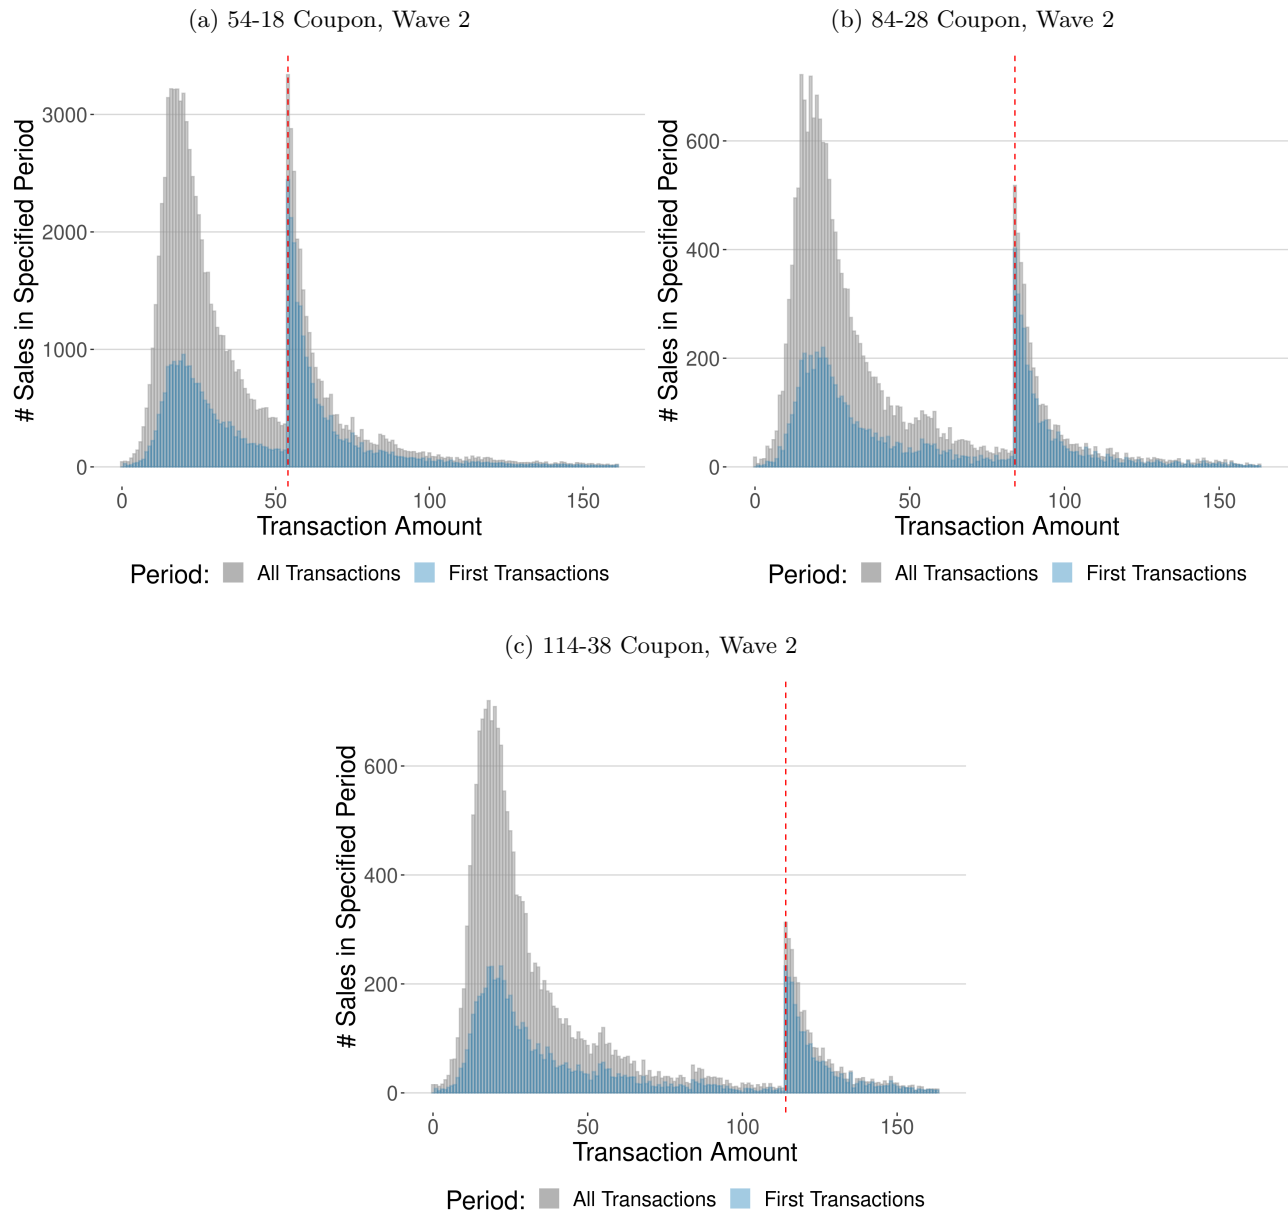 (a) 54-18 Coupon, Wave 2
# Sales in Specified Period
3000
2000
1000
0
0 50 100 150
Transaction Amount
Period: All Transactions First Transactions
(b) 84-28 Coupon, Wave 2
# Sales in Specified Period
600
400
200
0
0 50 100 150
Transaction Amount
Period: All Transactions First Transactions
(c) 114-38 Coupon, Wave 2
# Sales in Specified Period
600
400
200
0
0 50 100 150
Transaction Amount
Period: All Transactions First Transactions